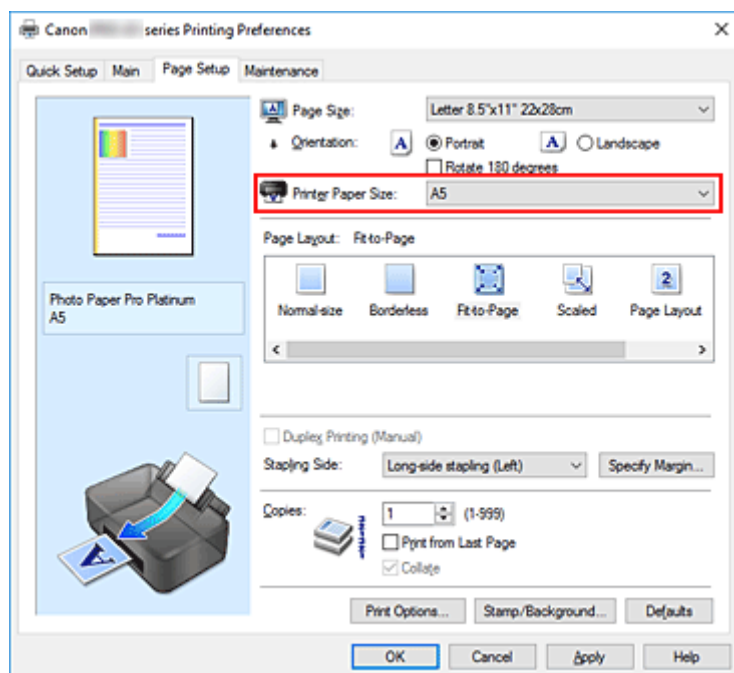 Canon series Printing Preferences
Quick Setup Main Page Setup Maintenance
Page Size: Letter 8.5"x11" 22x28cm
Orientation: A Portrait A Landscape
Rotate 180 degrees
Printer Paper Size: A5
Page Layout: Fit-to-Page
2
Normal-size Borderless Fit-to-Page Scaled Page Layout
Photo Paper Pro Platinum
A5
Duplex Printing (Manual)
Stapling Side: Long-side stapling (Left) Specify Margin...
Copies: 1 (1-999)
Print from Last Page
Collate
A
Print Options... Stamp/Background... Defaults
OK Cancel Apply Help